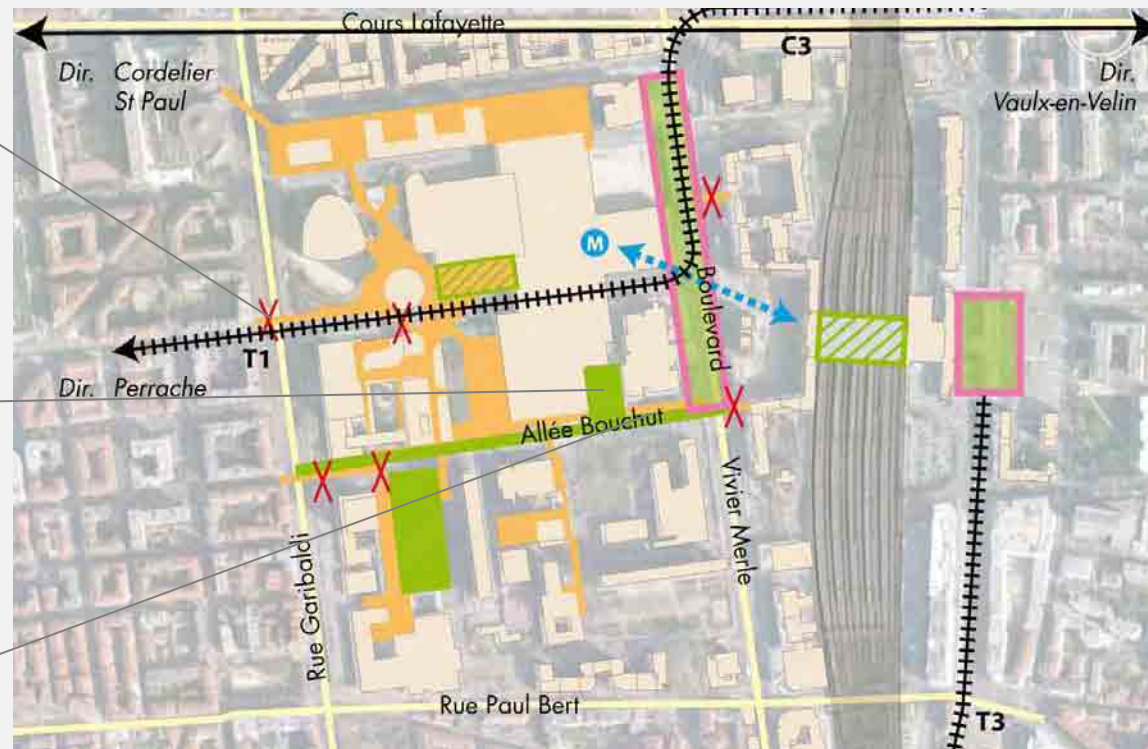 Cours Lafayette
C3
Dir. Cordelier
St Paul
Dir.
Vaulx-en-Velin
M
Boulevard
T1
Dir. Perrache
Allée Bouchut
Vivier Merle
Rue Garibaldi
Rue Paul Bert
T3